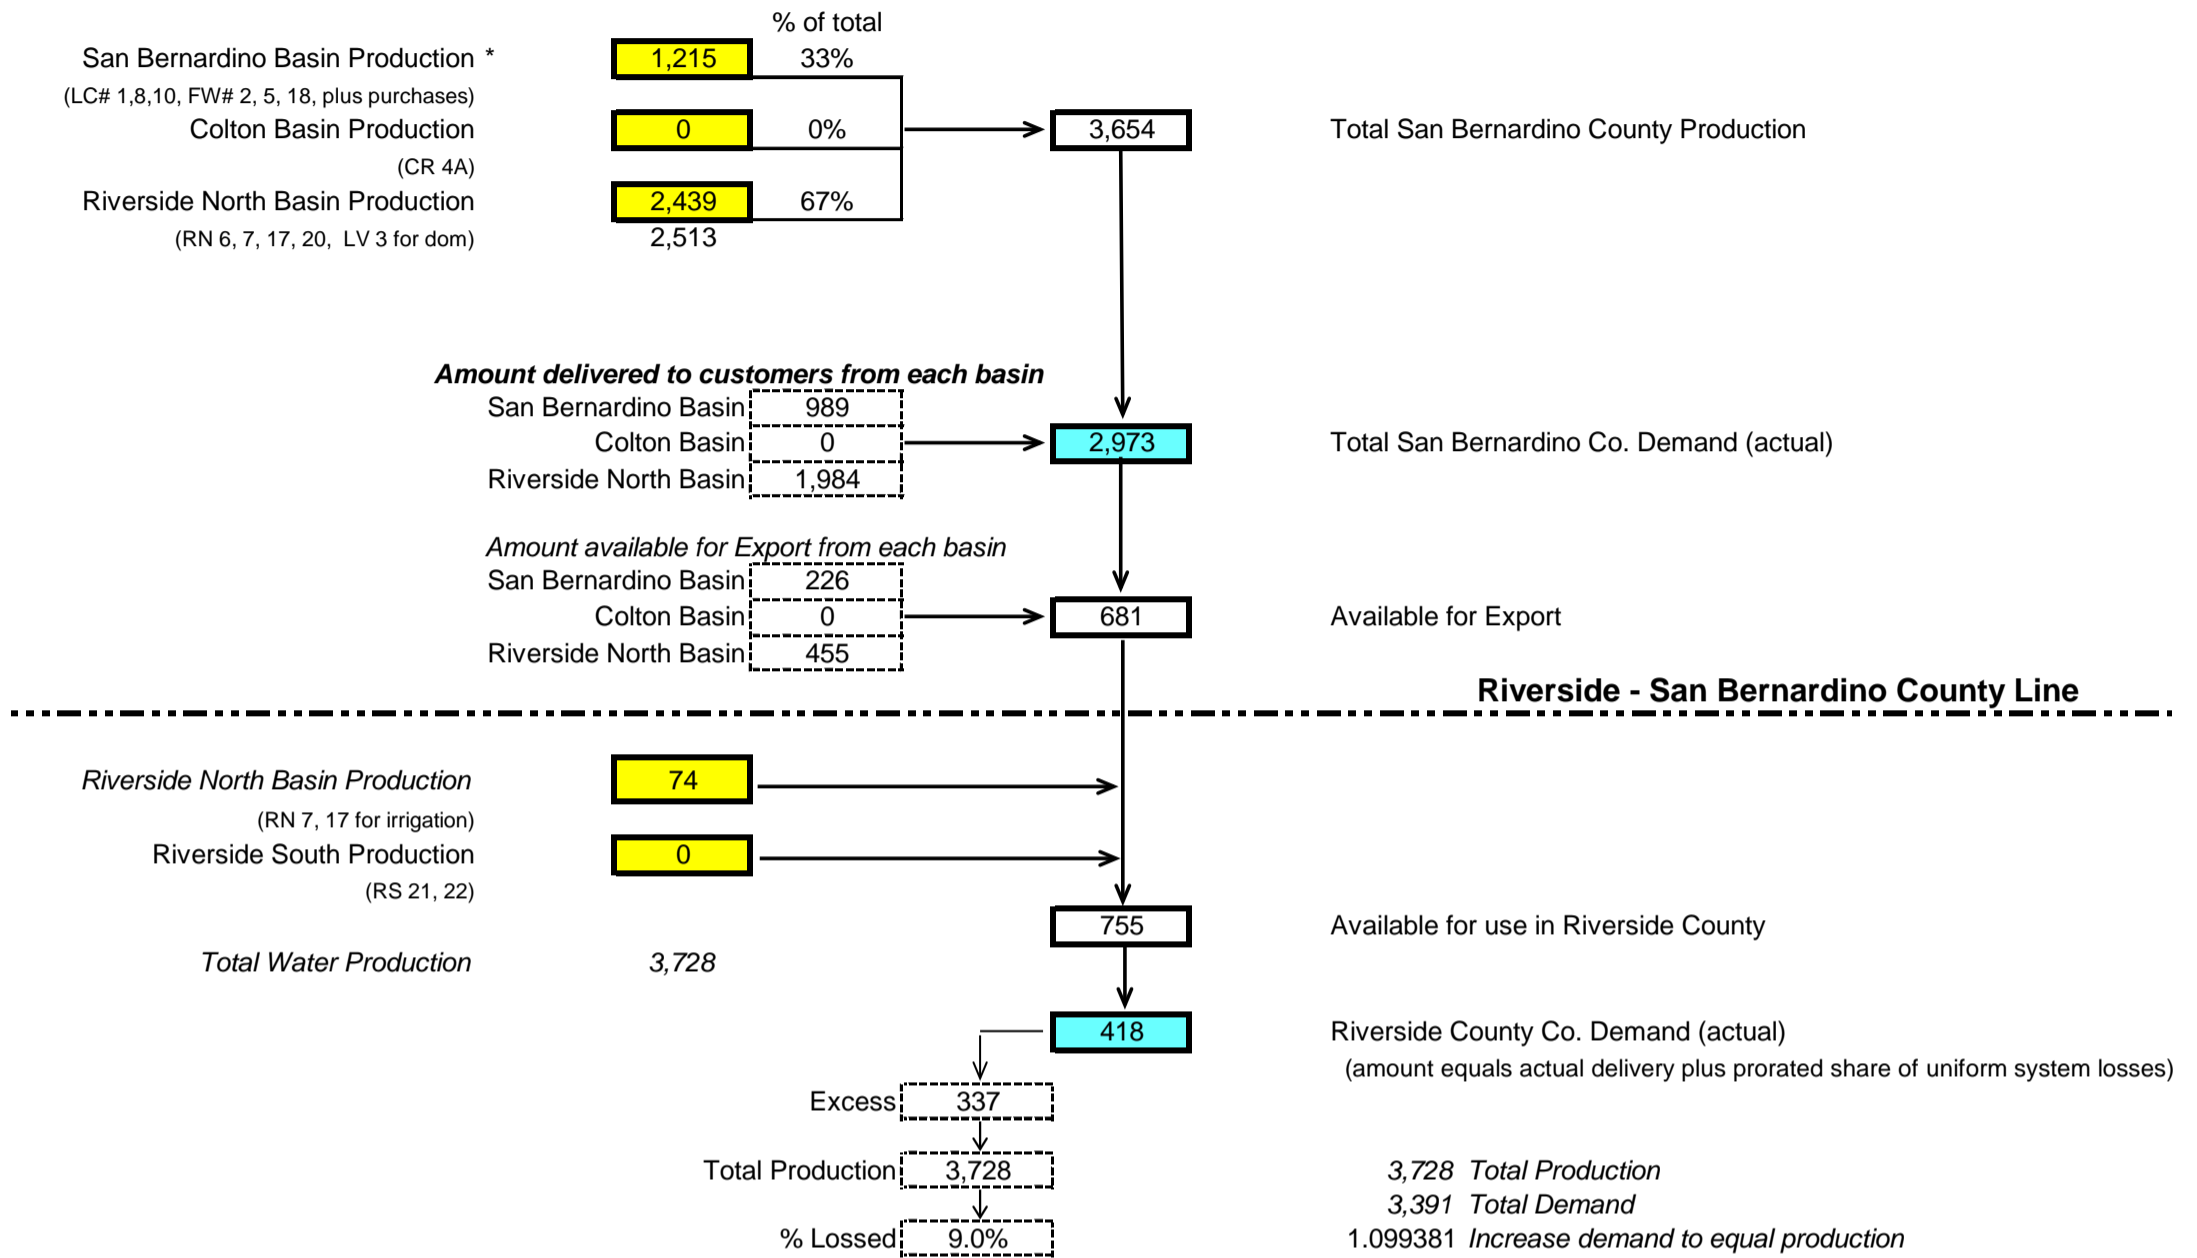 % of total
San Bernardino Basin Production * 1,215 33%
(LC# 1,8,10, FW# 2, 5, 18, plus purchases)
Colton Basin Production 0 0% 3,654 Total San Bernardino County Production
(CR 4A)
Riverside North Basin Production 2,439 67%
(RN 6, 7, 17, 20, LV 3 for dom) 2,513
Amount delivered to customers from each basin
San Bernardino Basin 989
Colton Basin 0 2,973 Total San Bernardino Co. Demand (actual)
Riverside North Basin 1,984
Amount available for Export from each basin
San Bernardino Basin 226
Colton Basin 0 681 Available for Export
Riverside North Basin 455
Riverside - San Bernardino County Line
Riverside North Basin Production 74
(RN 7, 17 for irrigation)
Riverside South Production 0
(RS 21, 22)
755 Available for use in Riverside County
Total Water Production 3,728
418 Riverside County Co. Demand (actual)
(amount equals actual delivery plus prorated share of uniform system losses)
Excess 337
Total Production 3,728 3,728 Total Production
3,391 Total Demand
% Lossed 9.0% 1.099381 Increase demand to equal production